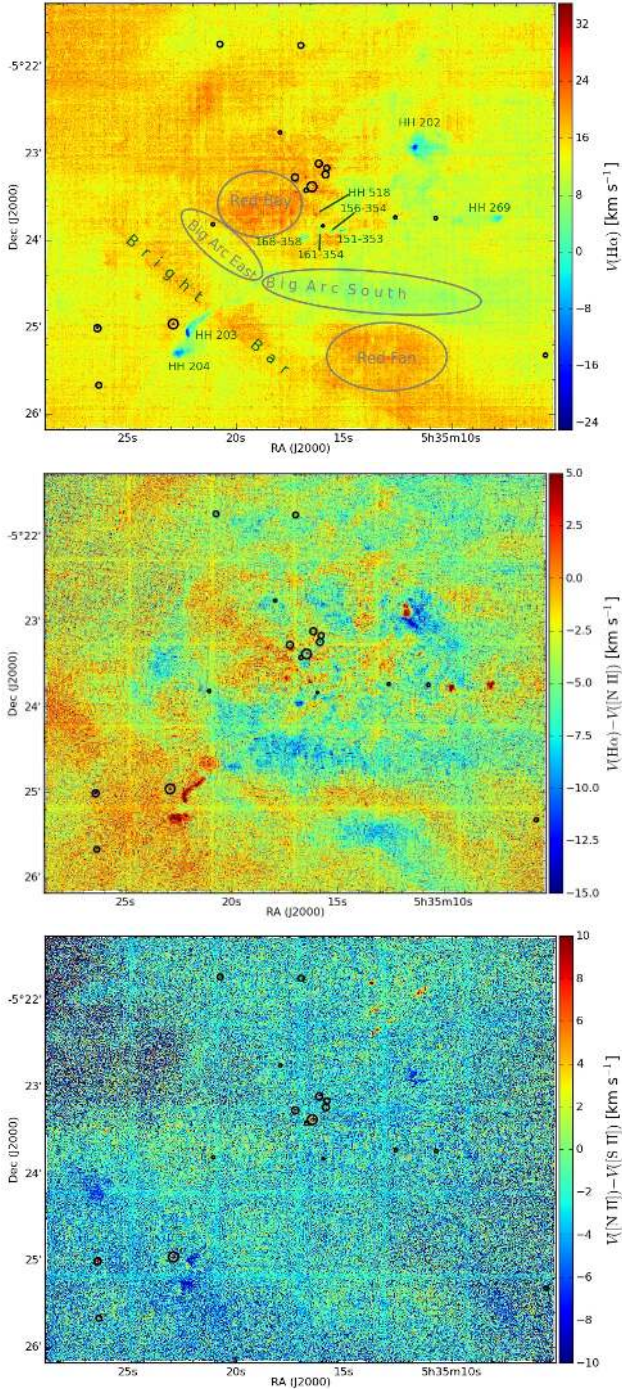 HH 202
HH 518
Red Bay
156-354
HH 269
Big Arc East
168-358
151-353
161-354
Bright
Bar
Big Arc South
HH 203
HH 204
Red Fan
-5°22'
23'
24'
25'
26'
Dec (J2000)
25s
20s
15s
5h35m10s
RA (J2000)
32
24
16
8
0
−8
−16
−24
V(Hα) [km s⁻¹]
-5°22'
23'
24'
25'
26'
Dec (J2000)
25s
20s
15s
5h35m10s
RA (J2000)
5.0
2.5
0.0
−2.5
−5.0
−7.5
−10.0
−12.5
−15.0
V(Hα)−V([N II]) [km s⁻¹]
-5°22'
23'
24'
25'
26'
Dec (J2000)
25s
20s
15s
5h35m10s
RA (J2000)
10
8
6
4
2
0
−2
−4
−6
−8
−10
V([N II])−V([S II]) [km s⁻¹]